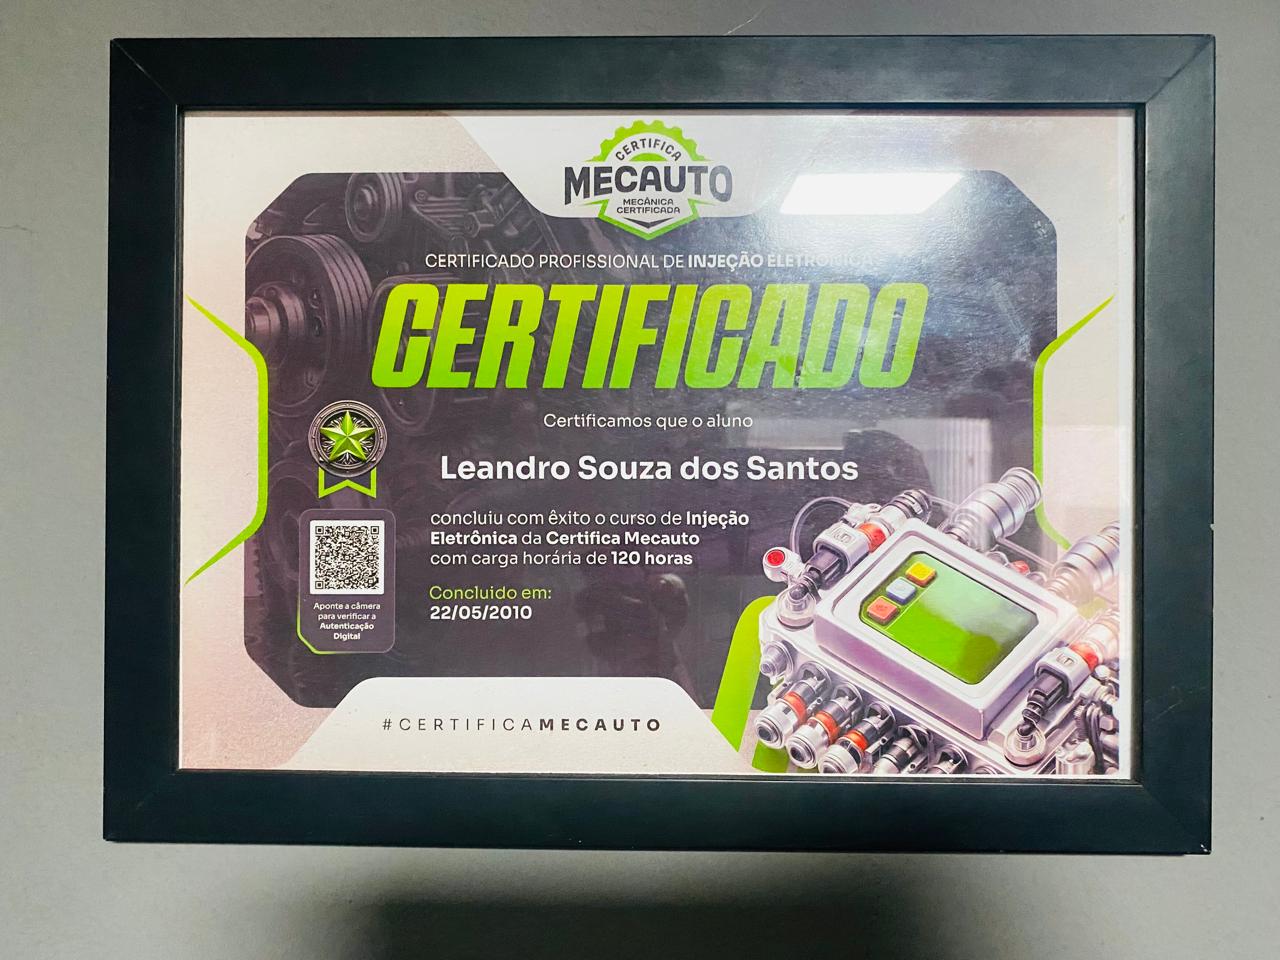 CERTIFICA
MECAUTO
MECÂNICA
CERTIFICADA
CERTIFICADO PROFISSIONAL DE INJEÇÃO ELETRÔNICA
CERTIFICADO
Certificamos que o aluno
Leandro Souza dos Santos
concluiu com êxito o curso de Injeção
Eletrônica da Certifica Mecauto
com carga horária de 120 horas
Concluido em:
22/05/2010
Aponte a câmera
para verificar a
Autenticação
Digital
#CERTIFICAMECAUTO